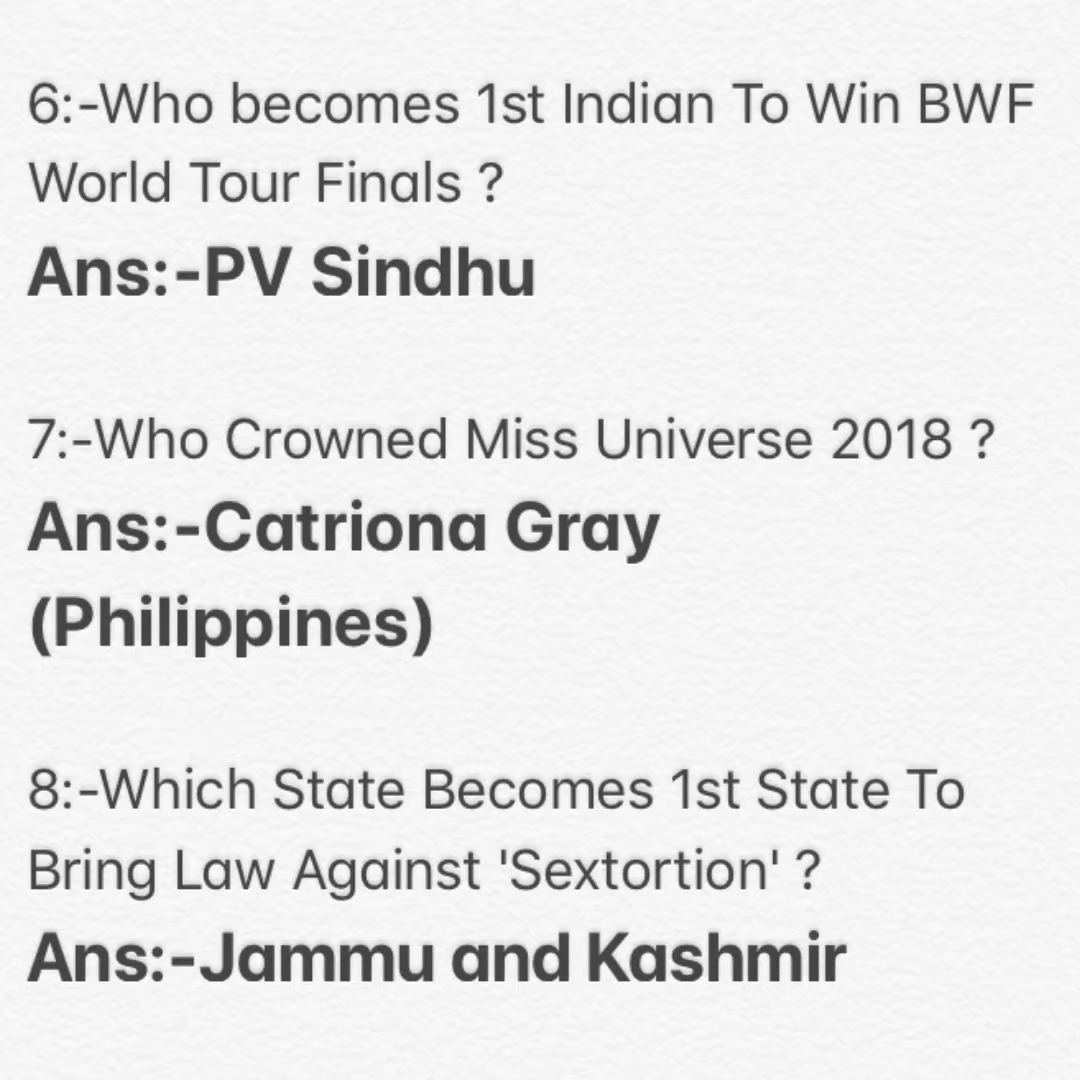 6:-Who becomes 1st Indian To Win BWF
World Tour Finals ?
Ans:-PV Sindhu
7:-Who Crowned Miss Universe 2018 ?
Ans:-Catriona Gray
(Philippines)
8:-Which State Becomes 1st State To
Bring Law Against 'Sextortion' ?
Ans:-Jammu and Kashmir